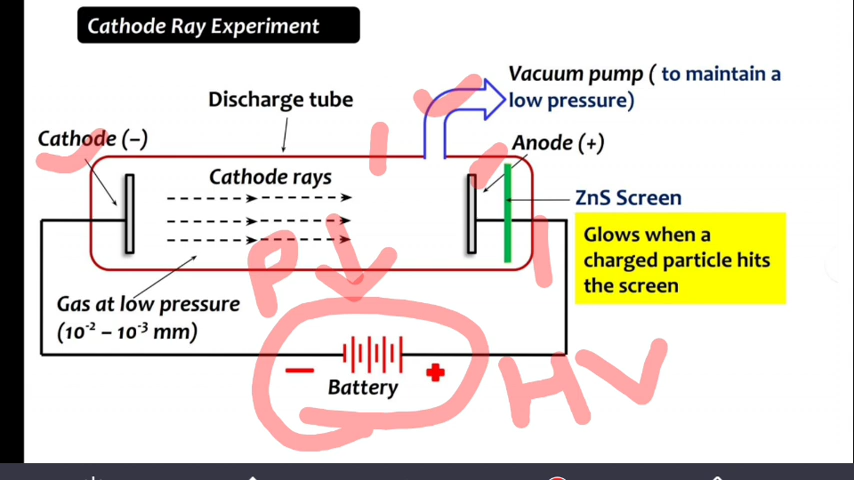 Cathode Ray Experiment
Vacuum pump ( to maintain a
low pressure)
Discharge tube
Cathode (–)
Anode (+)
Cathode rays
ZnS Screen
Glows when a
charged particle hits
the screen
P↓
Gas at low pressure
(10⁻² – 10⁻³ mm)
– +
Battery
HV